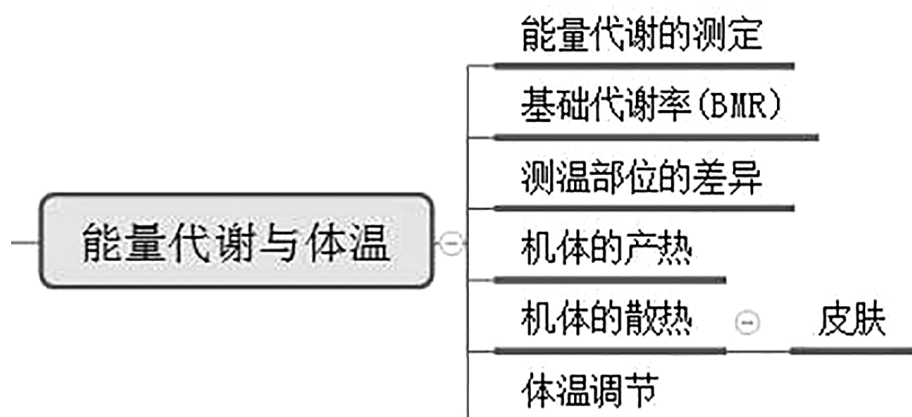 能量代谢的测定
基础代谢率(BMR)
测温部位的差异
能量代谢与体温
机体的产热
机体的散热
皮肤
体温调节